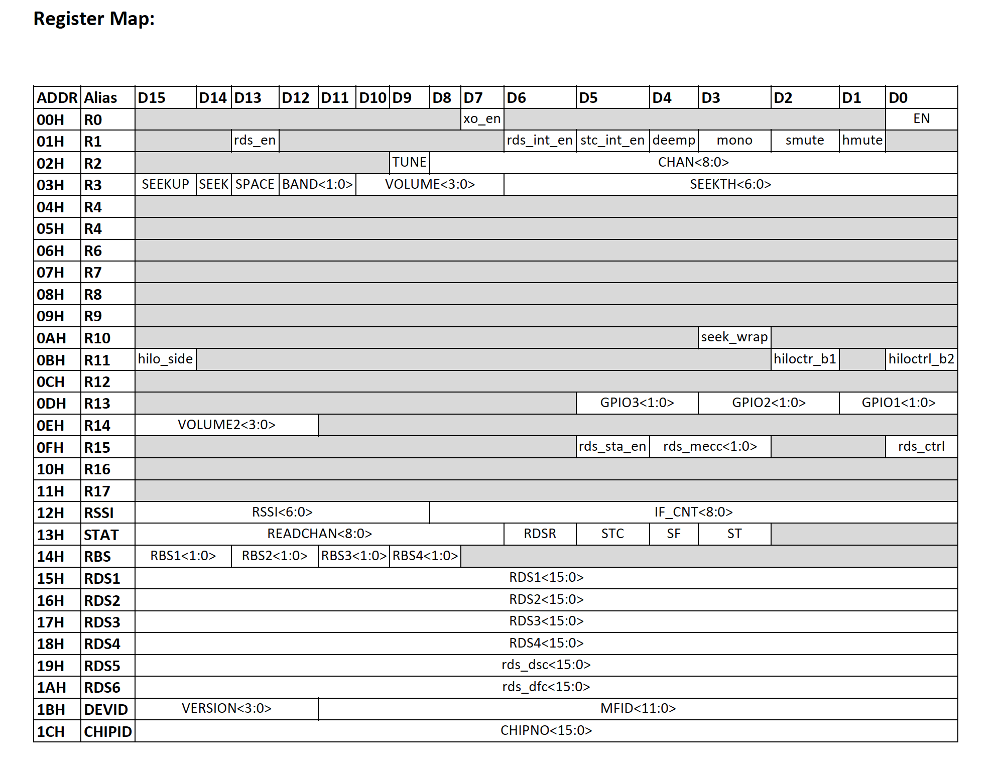 Register Map:
ADDR Alias D15 D14 D13 D12 D11 D10 D9 D8 D7 D6 D5 D4 D3 D2 D1 D0
00H R0 xo_en EN
01H R1 rds_en rds_int_en stc_int_en deemp mono smute hmute
02H R2 TUNE CHAN<8:0>
03H R3 SEEKUP SEEK SPACE BAND<1:0> VOLUME<3:0> SEEKTH<6:0>
04H R4
05H R4
06H R6
07H R7
08H R8
09H R9
0AH R10 seek_wrap
0BH R11 hilo_side hiloctr_b1 hiloctrl_b2
0CH R12
0DH R13 GPIO3<1:0> GPIO2<1:0> GPIO1<1:0>
0EH R14 VOLUME2<3:0>
0FH R15 rds_sta_en rds_mecc<1:0> rds_ctrl
10H R16
11H R17
12H RSSI RSSI<6:0> IF_CNT<8:0>
13H STAT READCHAN<8:0> RDSR STC SF ST
14H RBS RBS1<1:0> RBS2<1:0> RBS3<1:0> RBS4<1:0>
15H RDS1 RDS1<15:0>
16H RDS2 RDS2<15:0>
17H RDS3 RDS3<15:0>
18H RDS4 RDS4<15:0>
19H RDS5 rds_dsc<15:0>
1AH RDS6 rds_dfc<15:0>
1BH DEVID VERSION<3:0> MFID<11:0>
1CH CHIPID CHIPNO<15:0>